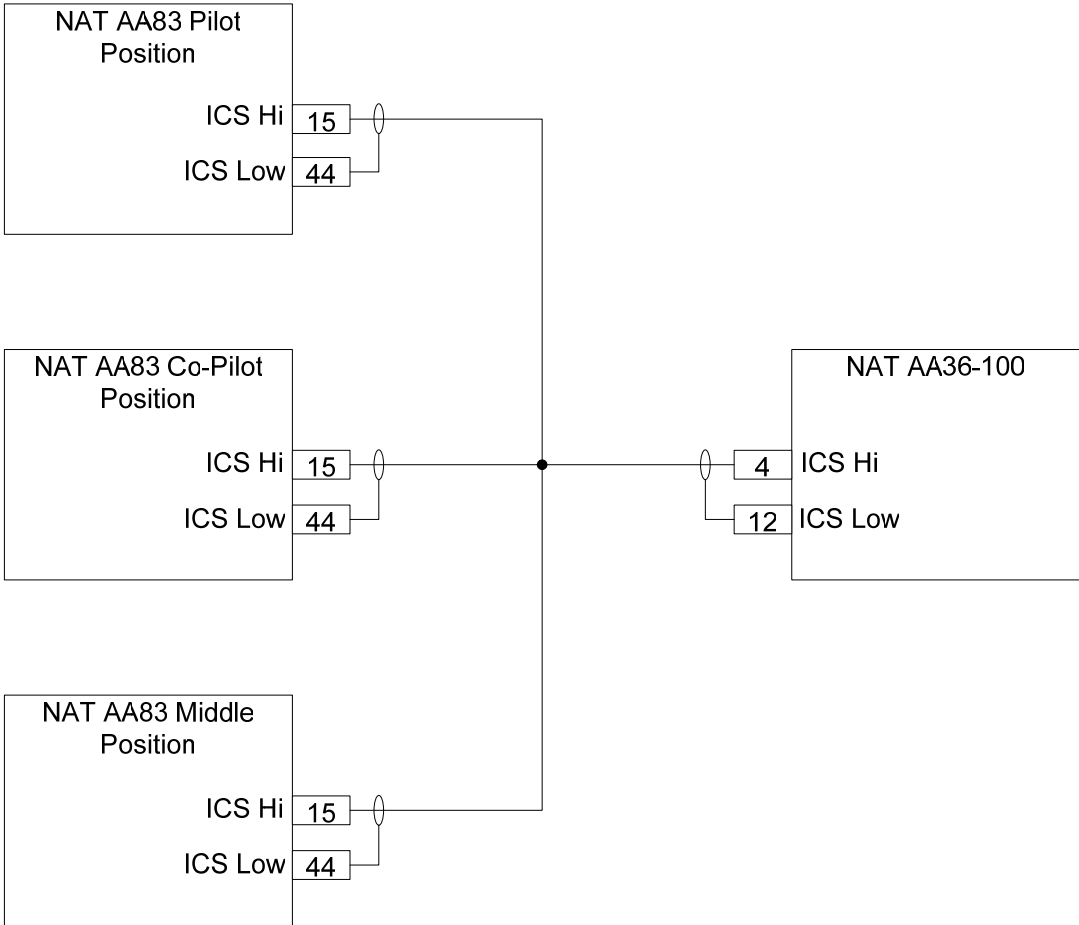 NAT AA83 Pilot
Position
ICS Hi 15
ICS Low 44
NAT AA83 Co-Pilot
Position
ICS Hi 15
ICS Low 44
NAT AA36-100
4 ICS Hi
12 ICS Low
NAT AA83 Middle
Position
ICS Hi 15
ICS Low 44